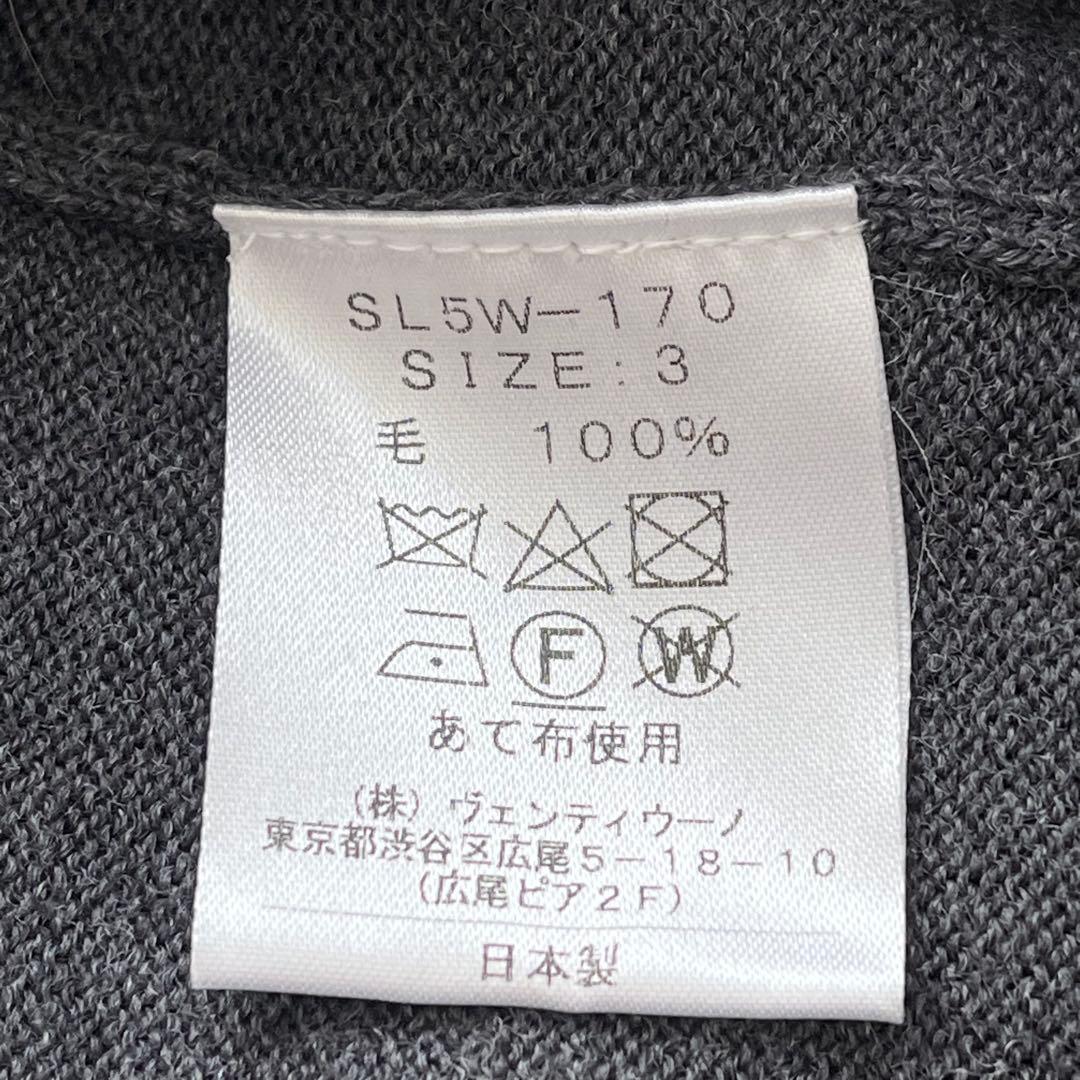 SL5W-170
SIZE:3
毛 100%
F W
あて布使用
(株)ヴェンティウーノ
東京都渋谷区広尾5-18-10
(広尾ピア2F)
日本製